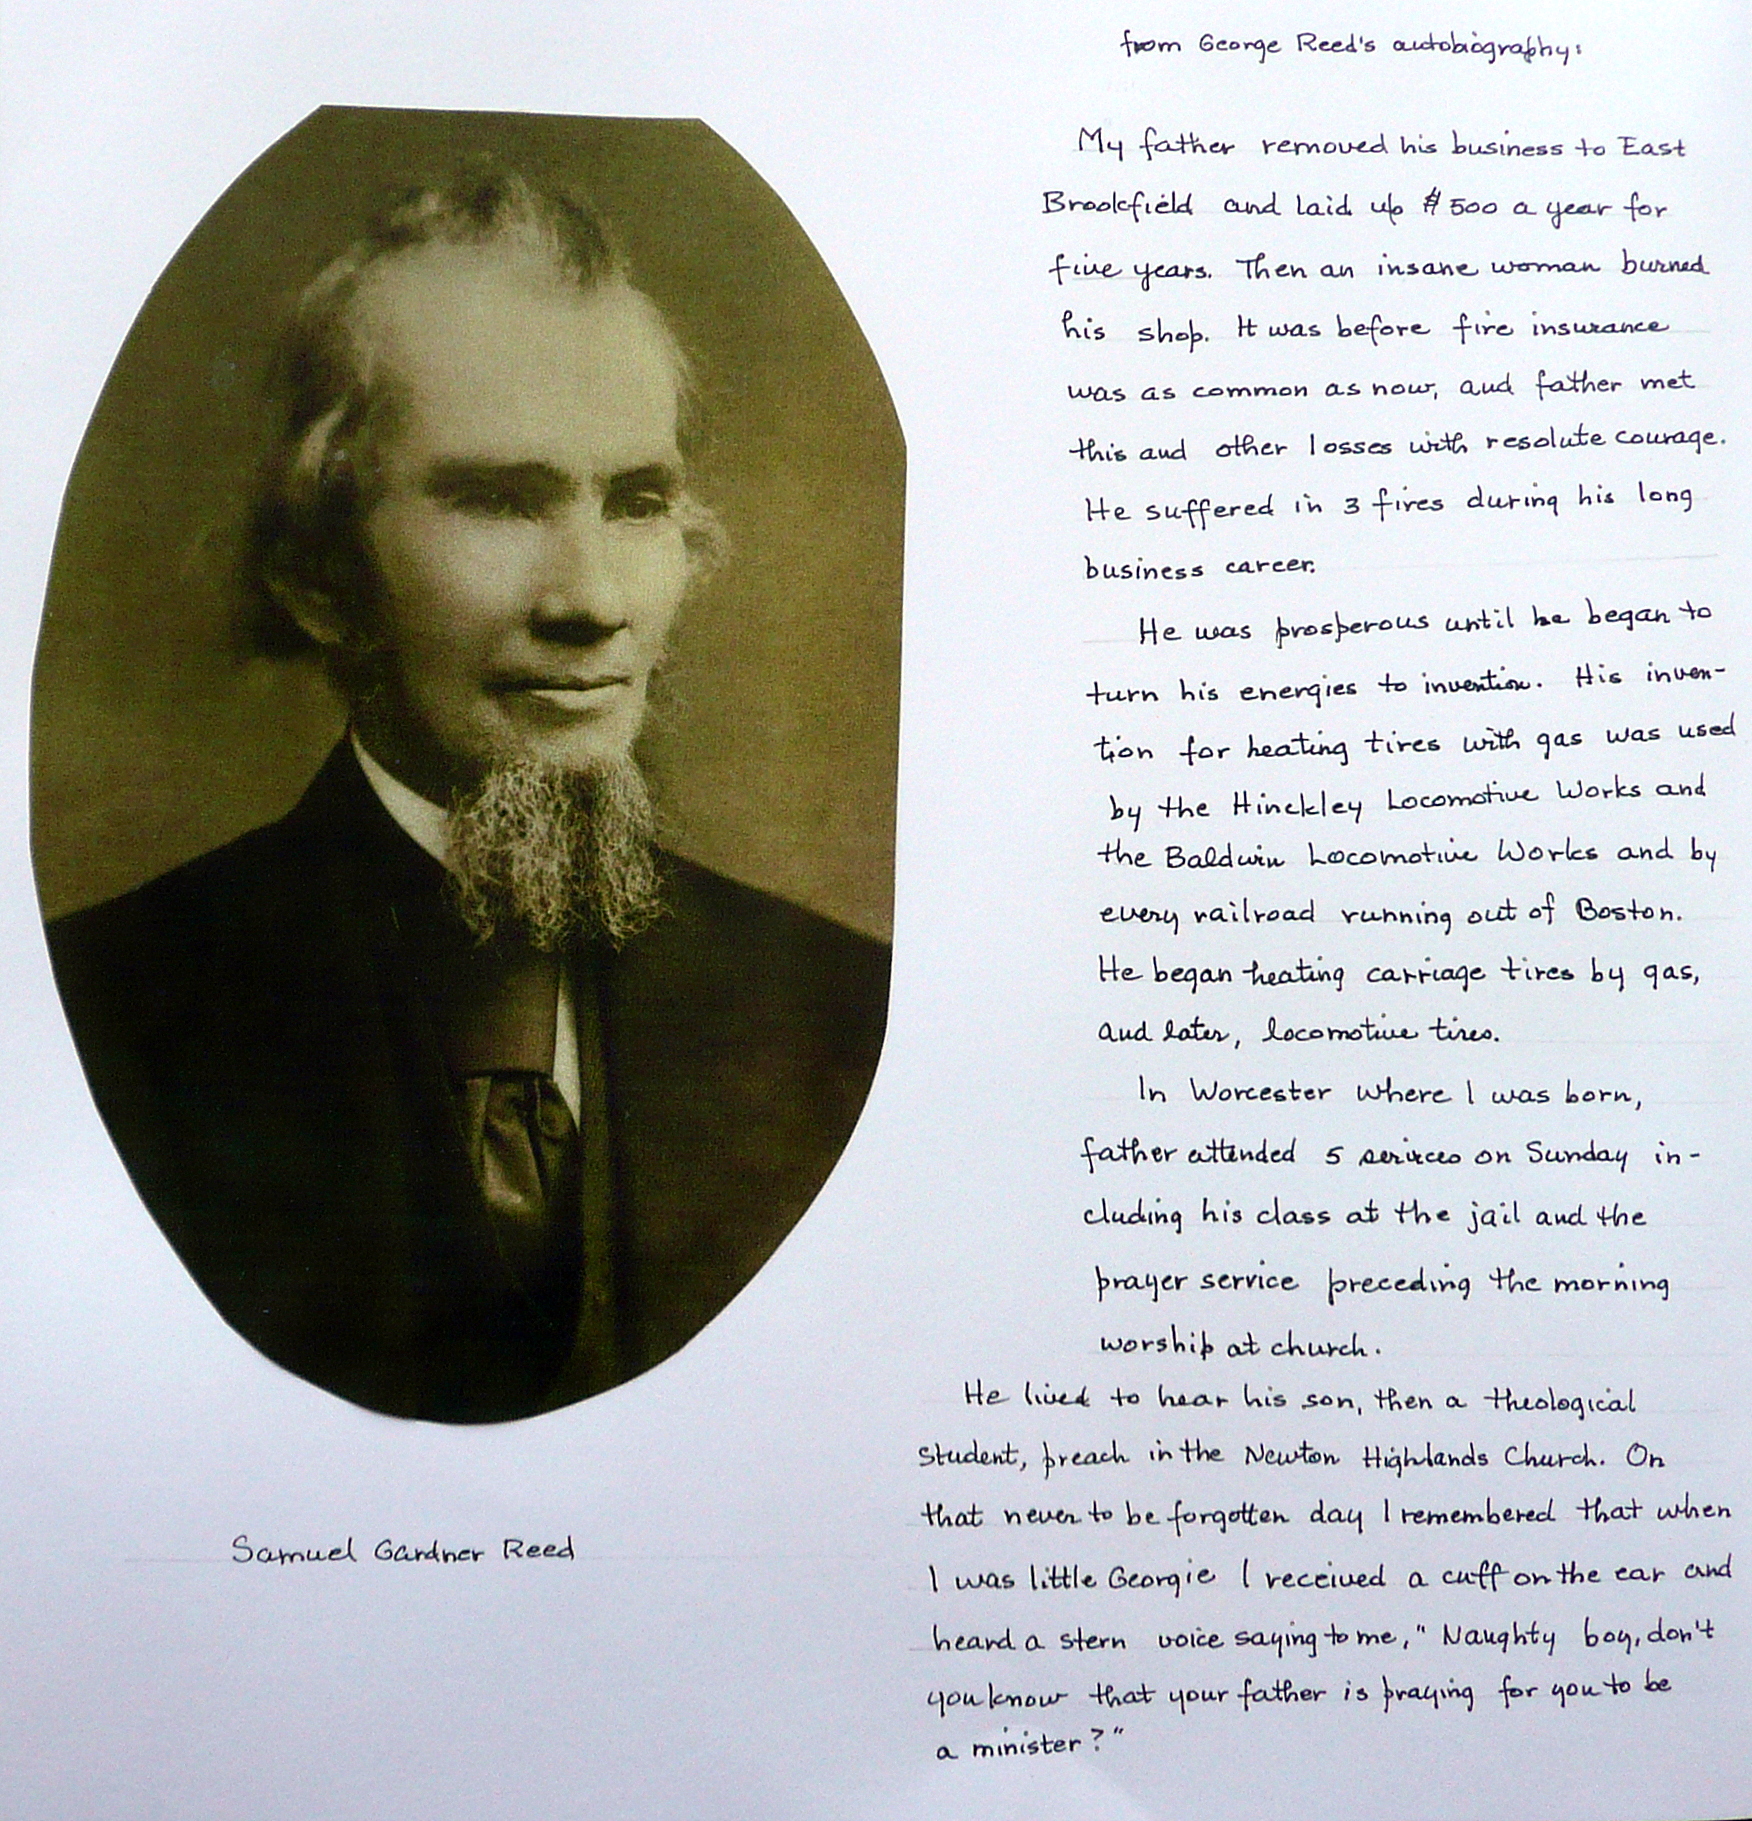 from George Reed's autobiography:
My father removed his business to East
Brookfield and laid up $500 a year for
five years. Then an insane woman burned
his shop. It was before fire insurance
was as common as now, and father met
this and other losses with resolute courage.
He suffered in 3 fires during his long
business career.
He was prosperous until he began to
turn his energies to invention. His inven-
tion for heating tires with gas was used
by the Hinckley Locomotive Works and
the Baldwin Locomotive Works and by
every railroad running out of Boston.
He began heating carriage tires by gas,
and later, locomotive tires.
In Worcester where I was born,
father attended 5 services on Sunday in-
cluding his class at the jail and the
prayer service preceding the morning
worship at church.
He lived to hear his son, then a theological
student, preach in the Newton Highlands Church. On
that never to be forgotten day I remembered that when
I was little Georgie I received a cuff on the ear and
heard a stern voice saying to me, "Naughty boy, don't
you know that your father is praying for you to be
a minister?"
Samuel Gardner Reed